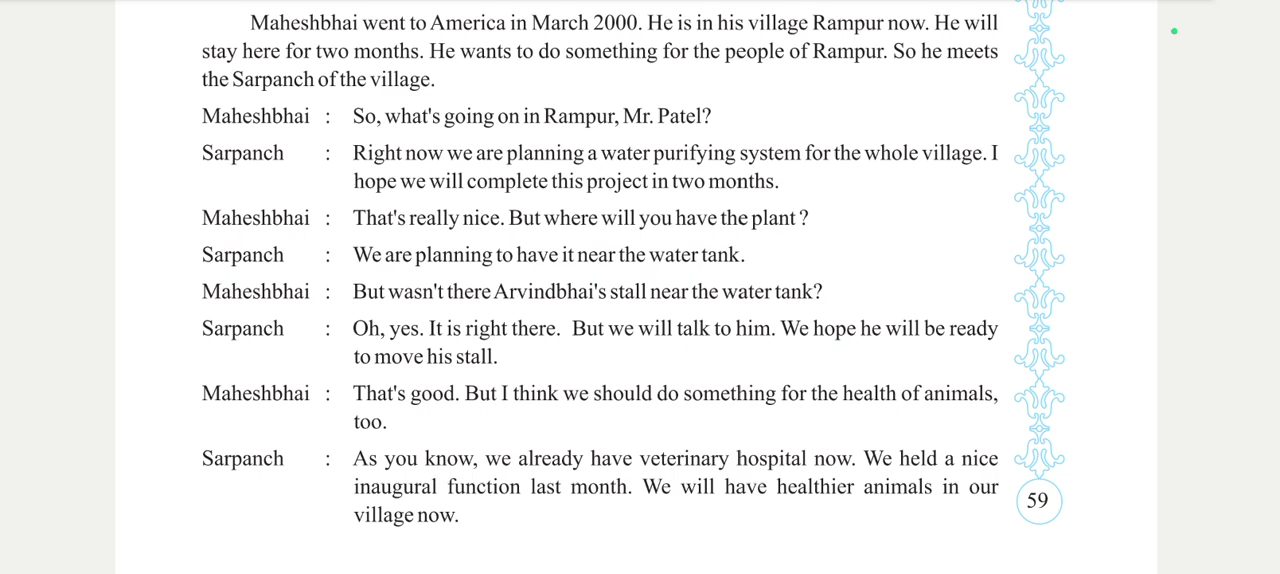 Maheshbhai went to America in March 2000. He is in his village Rampur now. He will
stay here for two months. He wants to do something for the people of Rampur. So he meets
the Sarpanch of the village.
Maheshbhai : So, what's going on in Rampur, Mr. Patel?
Sarpanch : Right now we are planning a water purifying system for the whole village. I
hope we will complete this project in two months.
Maheshbhai : That's really nice. But where will you have the plant ?
Sarpanch : We are planning to have it near the water tank.
Maheshbhai : But wasn't there Arvindbhai's stall near the water tank?
Sarpanch : Oh, yes. It is right there. But we will talk to him. We hope he will be ready
to move his stall.
Maheshbhai : That's good. But I think we should do something for the health of animals,
too.
Sarpanch : As you know, we already have veterinary hospital now. We held a nice
inaugural function last month. We will have healthier animals in our
village now.
59